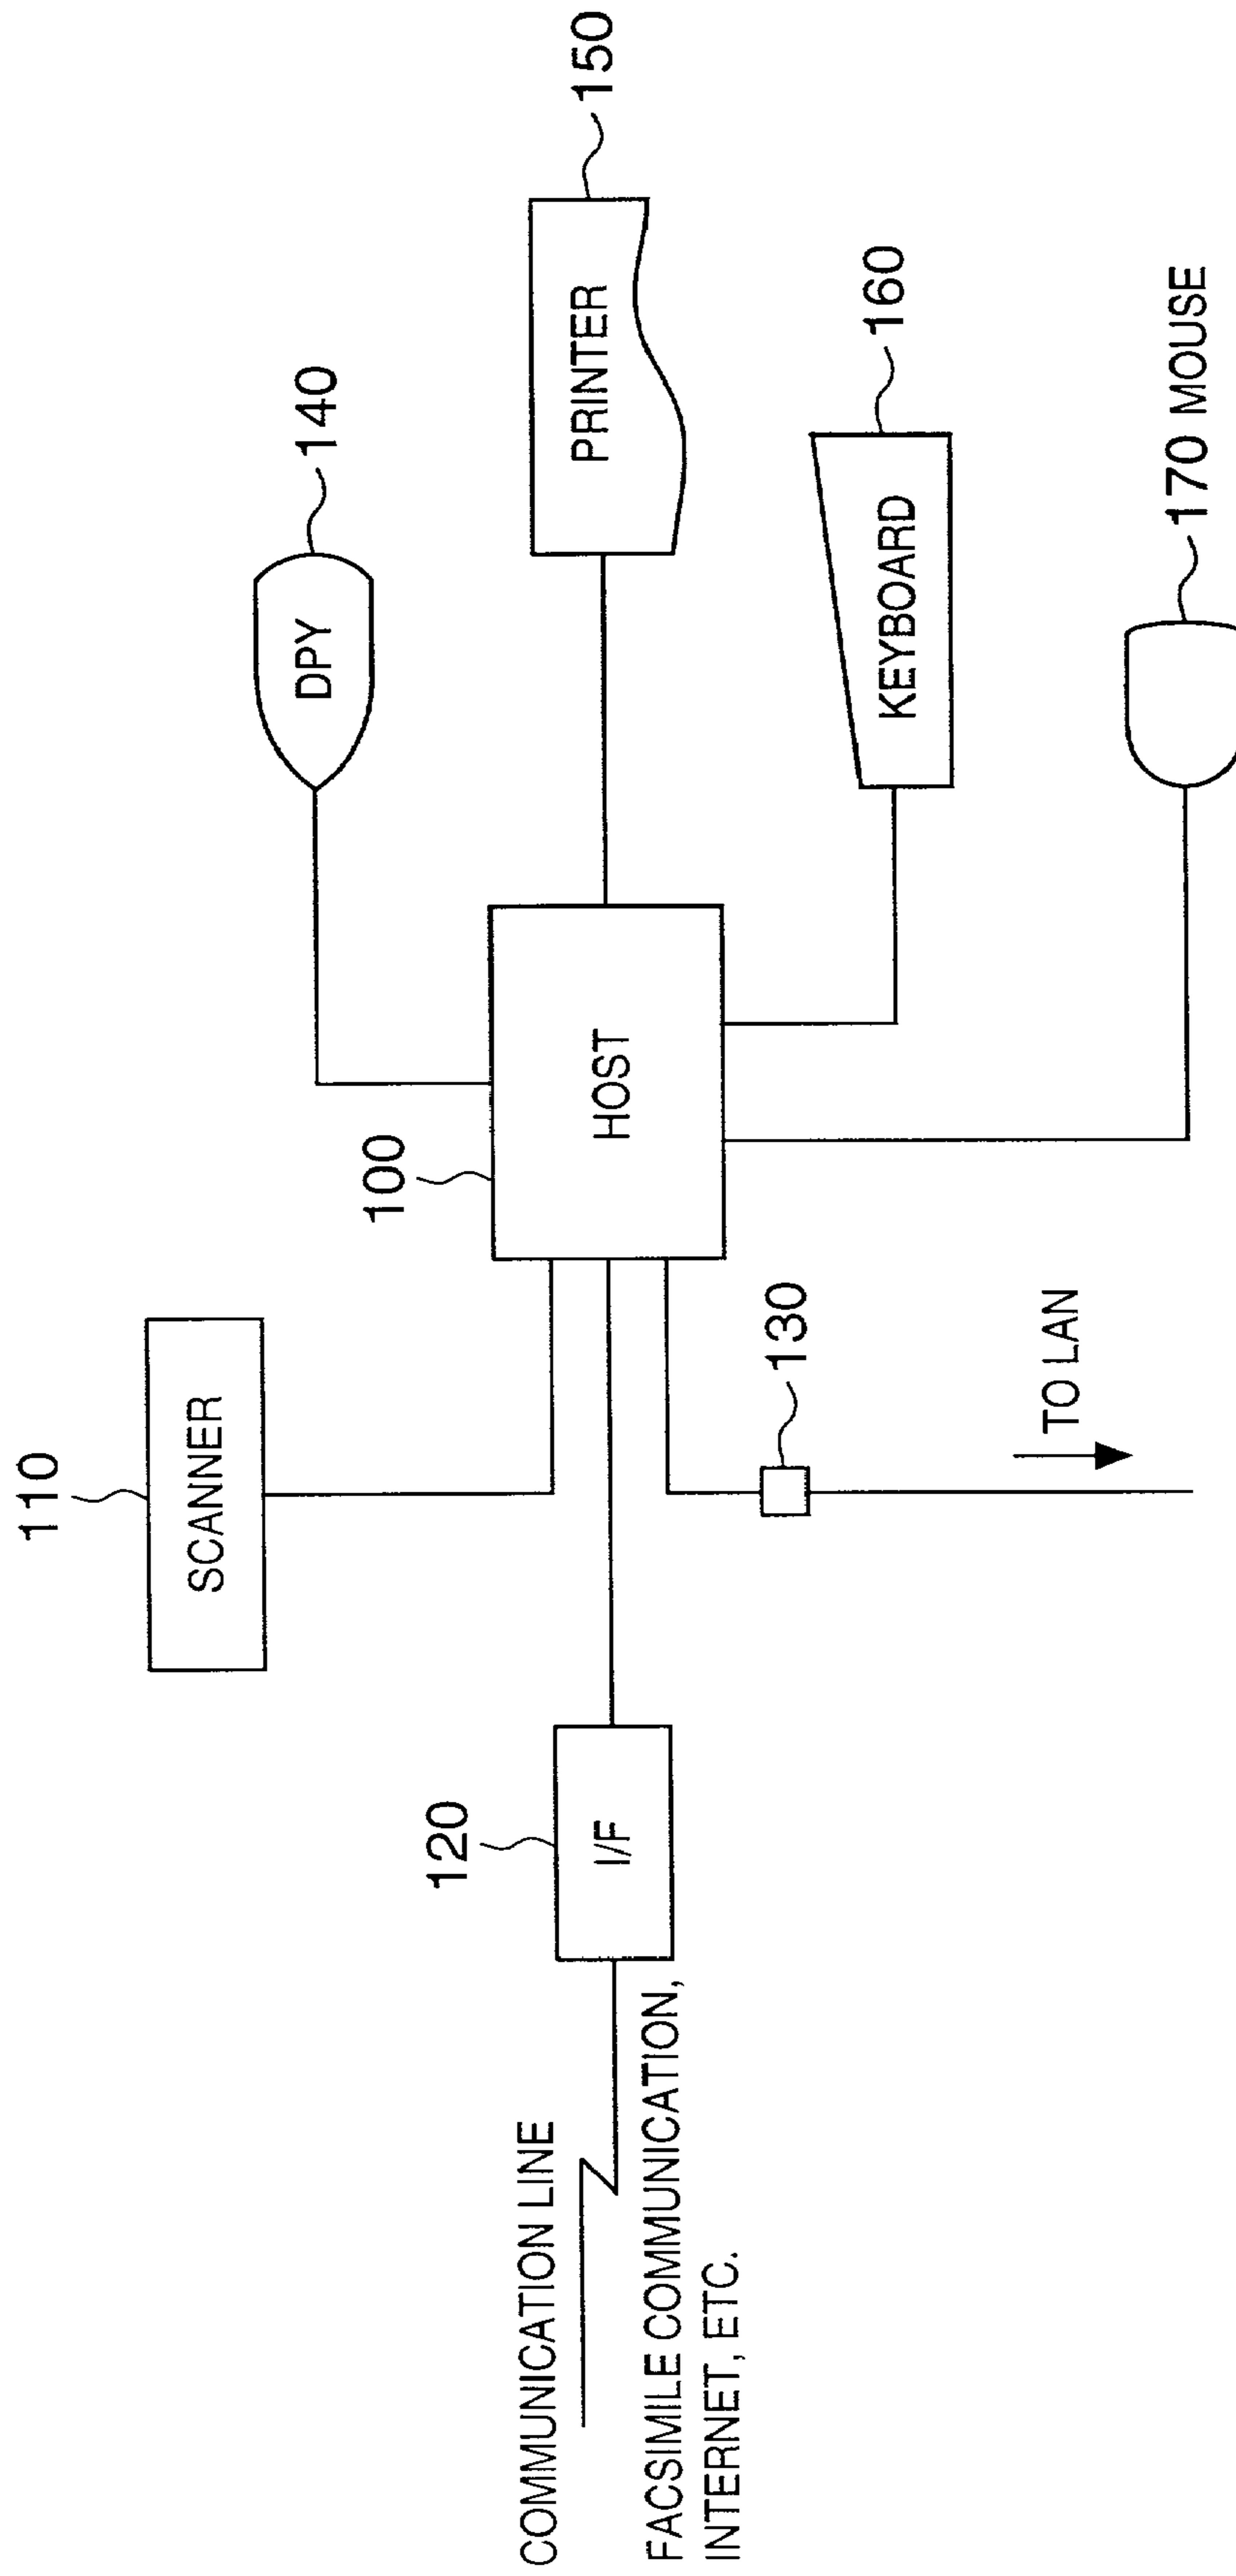 110
SCANNER
100
HOST
140
DPY
150
PRINTER
160
KEYBOARD
170 MOUSE
120
I/F
130
TO LAN
COMMUNICATION LINE
FACSIMILE COMMUNICATION,
INTERNET, ETC.